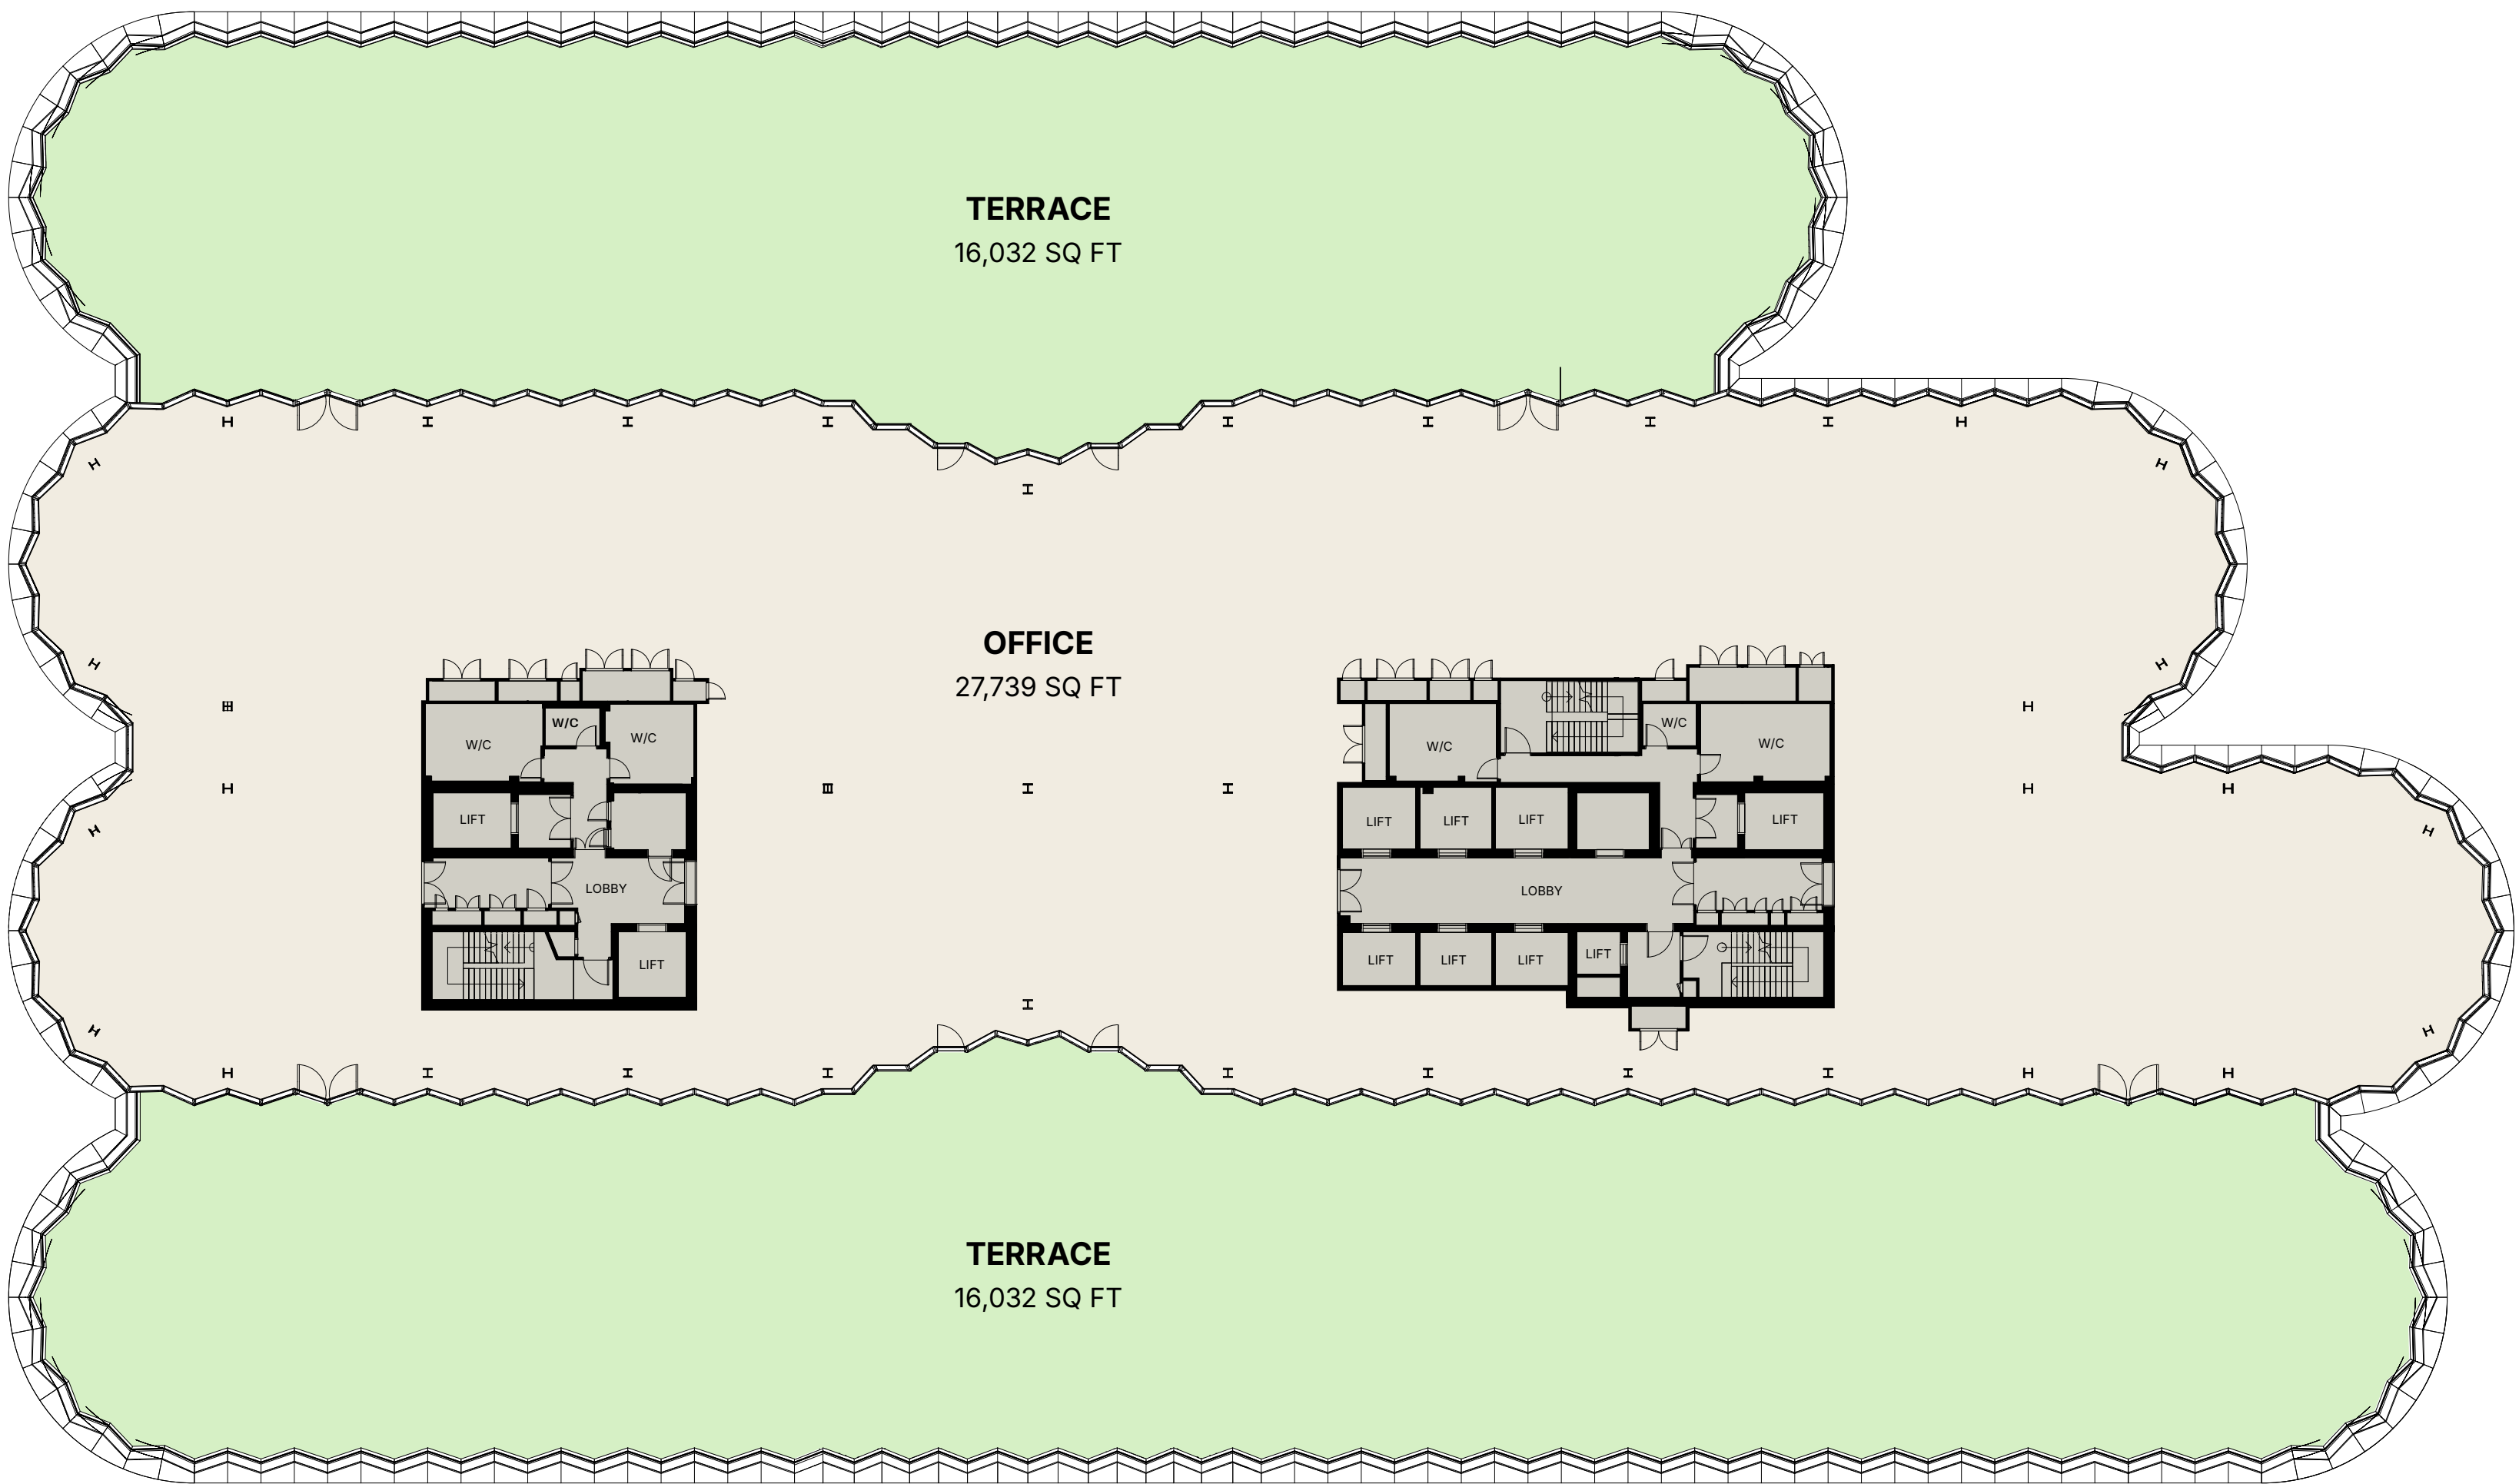 TERRACE
16,032 SQ FT
OFFICE
27,739 SQ FT
W/C
W/C
W/C
LIFT
LOBBY
LIFT
W/C
W/C
W/C
LIFT
LIFT
LIFT
LIFT
LOBBY
LIFT
LIFT
LIFT
LIFT
TERRACE
16,032 SQ FT